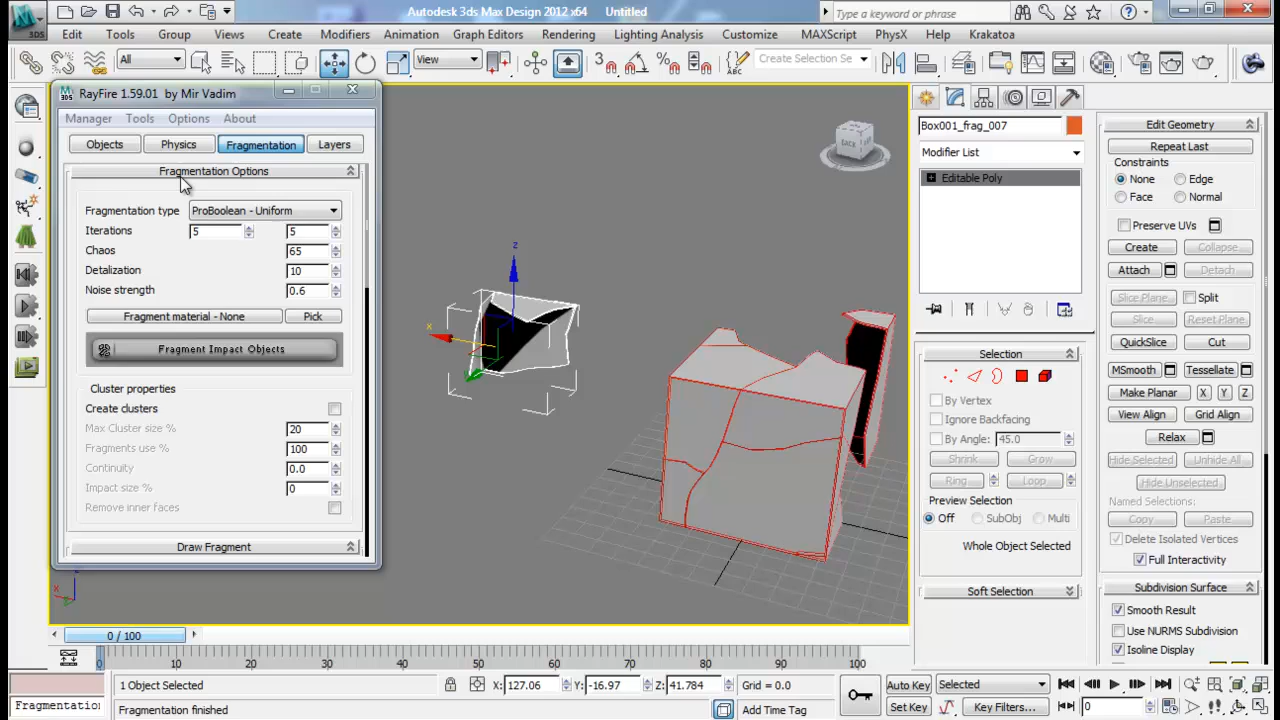 Autodesk 3ds Max Design 2012 x64 Untitled
Type a keyword or phrase
3DS
Edit Tools Group Views Create Modifiers Animation Graph Editors Rendering Lighting Analysis Customize MAXScript PhysX Help Krakatoa
All View Create Selection Se
RayFire 1.59.01 by Mir Vadim
Manager Tools Options About
Objects Physics Fragmentation Layers
Fragmentation Options
Fragmentation type ProBoolean - Uniform
Iterations 5 5
Chaos 65
Detalization 10
Noise strength 0.6
Fragment material - None Pick
Fragment Impact Objects
Cluster properties
Create clusters
Max Cluster size % 20
Fragments use % 100
Continuity 0.0
Impact size % 0
Remove inner faces
Draw Fragment
z
x
BACK
Box001_frag_007
Modifier List
Editable Poly
Selection
By Vertex
Ignore Backfacing
By Angle: 45.0
Shrink Grow
Ring Loop
Preview Selection
Off SubObj Multi
Whole Object Selected
Soft Selection
Edit Geometry
Repeat Last
Constraints
None Edge
Face Normal
Preserve UVs
Create Collapse
Attach Detach
Slice Plane Split
Slice Reset Plane
QuickSlice Cut
MSmooth Tessellate
Make Planar X Y Z
View Align Grid Align
Relax
Hide Selected Unhide All
Hide Unselected
Named Selections:
Copy Paste
Delete Isolated Vertices
Full Interactivity
Subdivision Surface
Smooth Result
Use NURMS Subdivision
Isoline Display
0 / 100
0 10 20 30 40 50 60 70 80 90 100
1 Object Selected X: 127.06 Y: -16.97 Z: 41.784 Grid = 0.0 Auto Key Selected
Fragmentation Fragmentation finished Add Time Tag Set Key Key Filters... 0